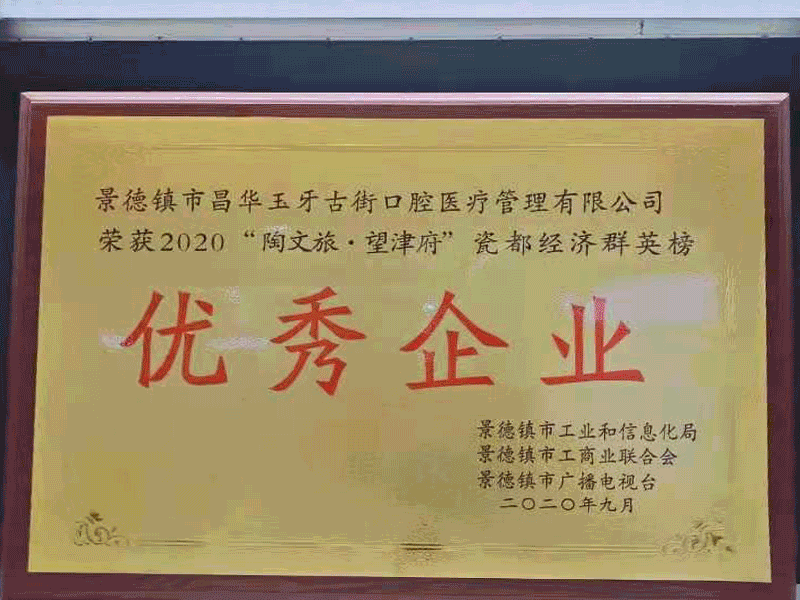 景德镇市昌华玉牙古街口腔医疗管理有限公司
荣获2020“陶文旅·望津府”瓷都经济群英榜
优秀企业
景德镇市工业和信息化局
景德镇市工商业联合会
景德镇市广播电视台
二〇二〇年九月